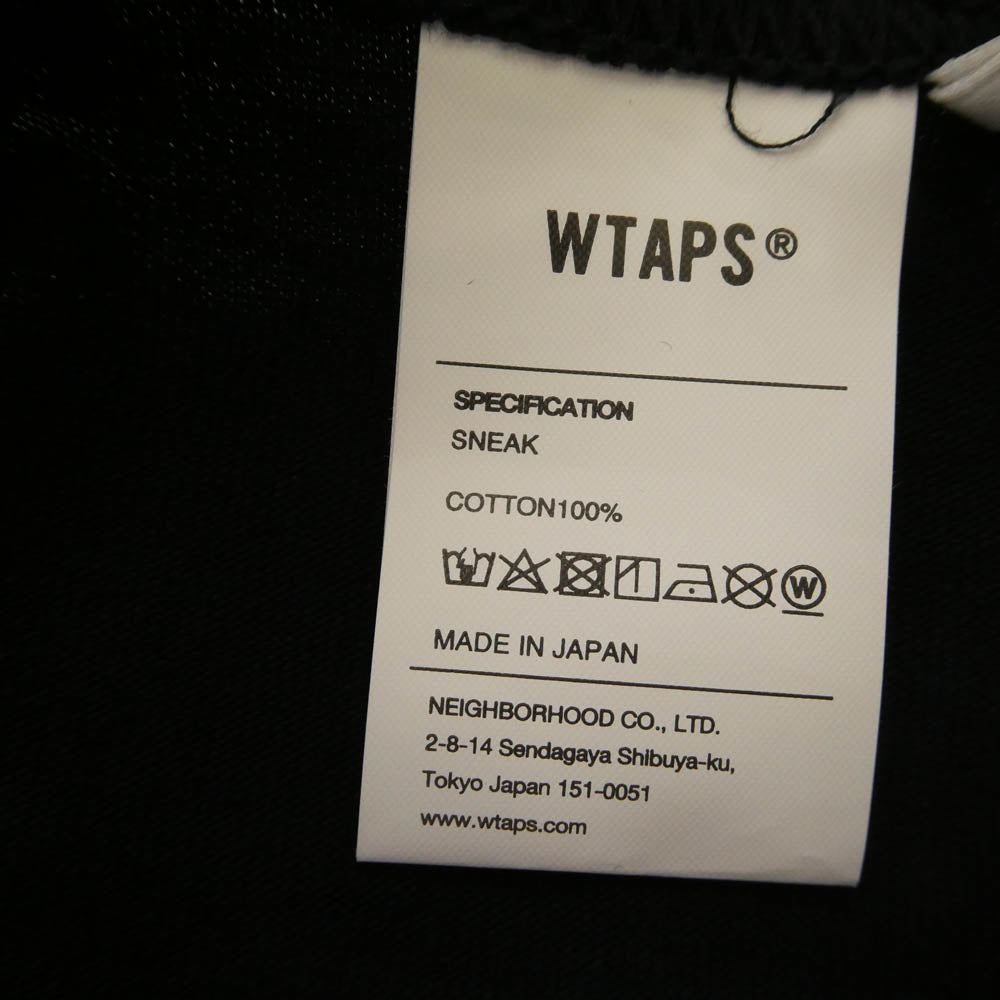 WTAPS®
SPECIFICATION
SNEAK
COTTON100%
W
MADE IN JAPAN
NEIGHBORHOOD CO., LTD.
2-8-14 Sendagaya Shibuya-ku,
Tokyo Japan 151-0051
www.wtaps.com